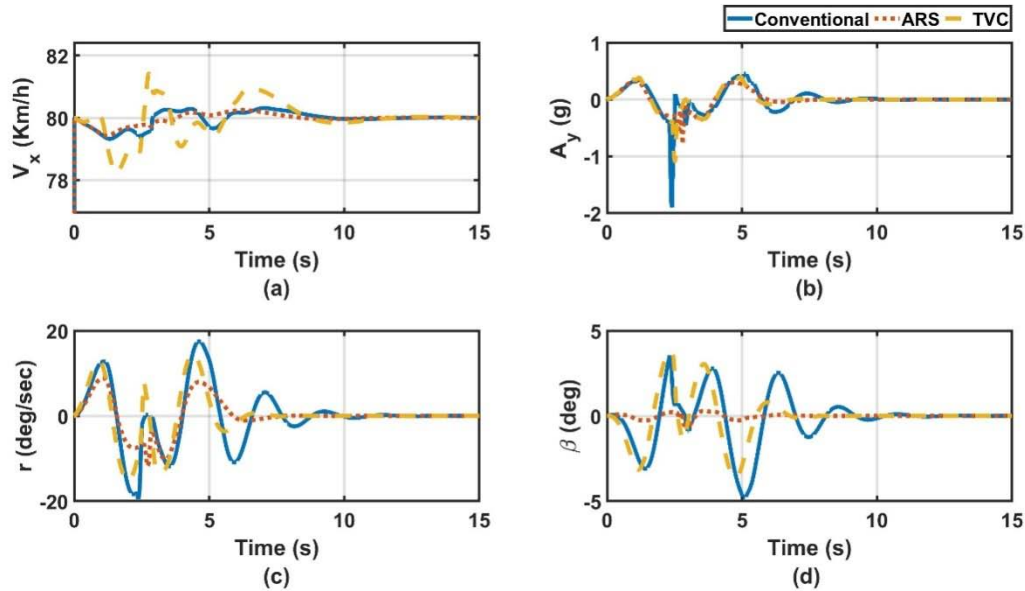 Conventional ARS TVC
82
80
78
V_x (Km/h)
0 5 10 15
Time (s)
(a)
1
0
-1
-2
A_y (g)
0 5 10 15
Time (s)
(b)
20
0
-20
r (deg/sec)
0 5 10 15
Time (s)
(c)
5
0
-5
β (deg)
0 5 10 15
Time (s)
(d)